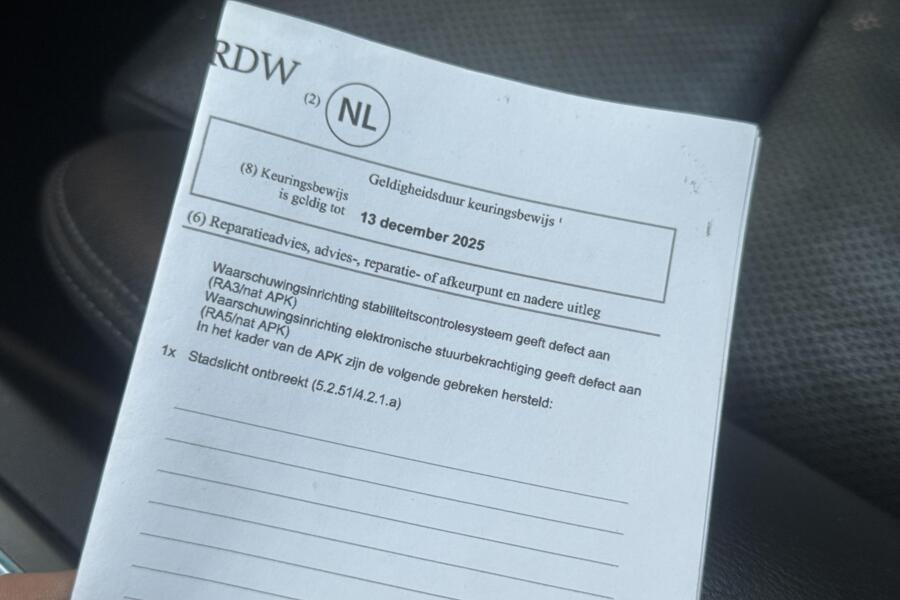 RDW
(2) NL
Geldigheidsduur keuringsbewijs ¹
(8) Keuringsbewijs
is geldig tot 13 december 2025
(6) Reparatieadvies, advies-, reparatie- of afkeurpunt en nadere uitleg
Waarschuwingsinrichting stabiliteitscontrolesysteem geeft defect aan
(RA3/nat APK)
Waarschuwingsinrichting elektronische stuurbekrachtiging geeft defect aan
(RA5/nat APK)
In het kader van de APK zijn de volgende gebreken hersteld:
1x Stadslicht ontbreekt (5.2.51/4.2.1.a)